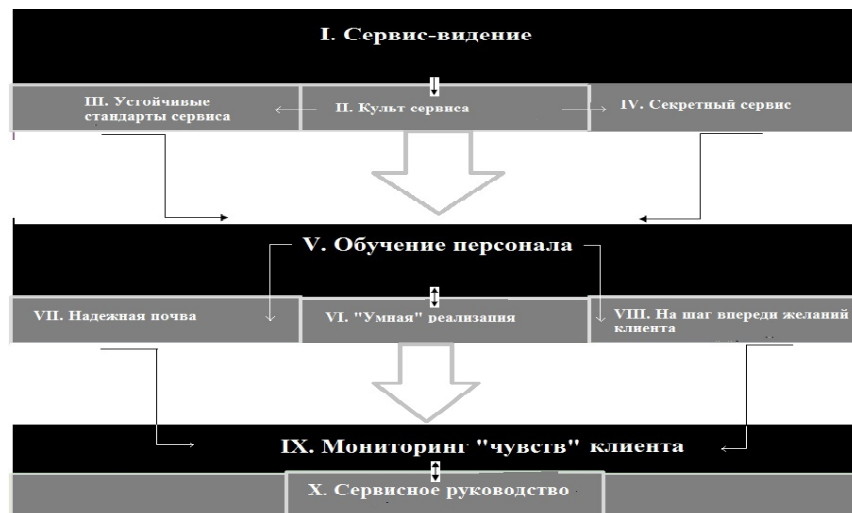 I. Сервис-видение
III. Устойчивые
стандарты сервиса
II. Культ сервиса
IV. Секретный сервис
V. Обучение персонала
VII. Надежная почва
VI. "Умная" реализация
VIII. На шаг впереди желаний
клиента
IX. Мониторинг "чувств" клиента
X. Сервисное руководство